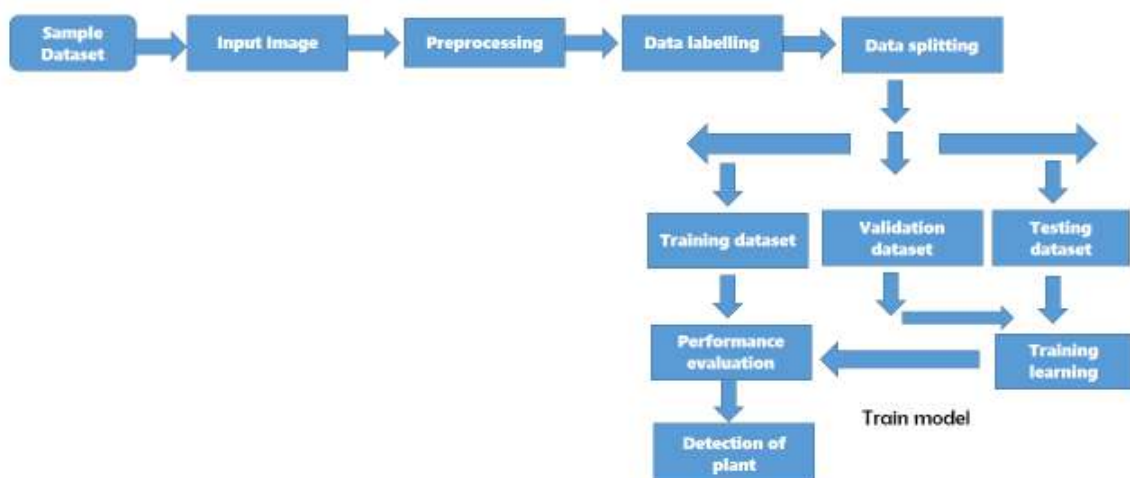 Sample
Dataset
Input Image
Preprocessing
Data labelling
Data splitting
Training dataset
Validation
dataset
Testing
dataset
Performance
evaluation
Training
learning
Train model
Detection of
plant